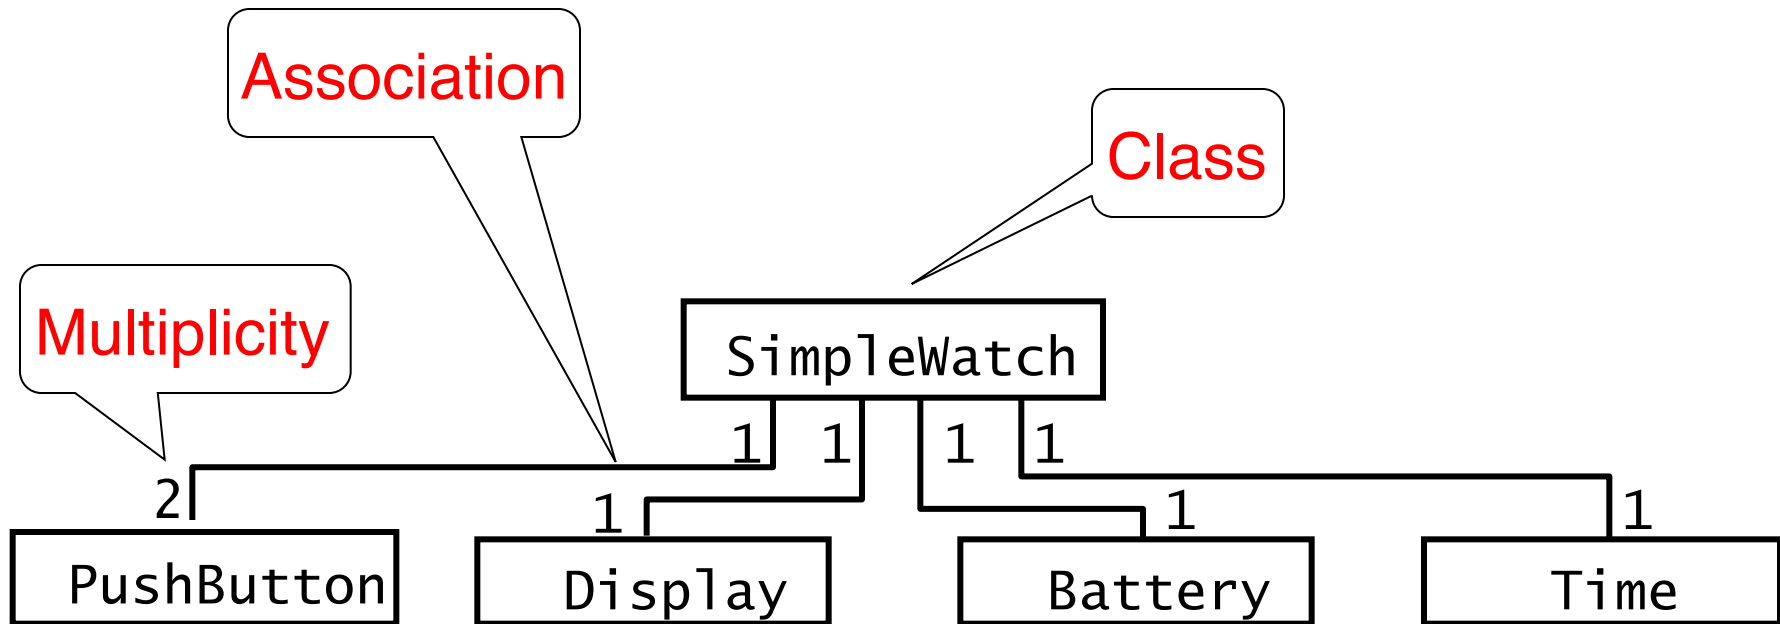 Association
Class
Multiplicity
SimpleWatch
1 1 1 1
2 1 1 1
PushButton Display Battery Time